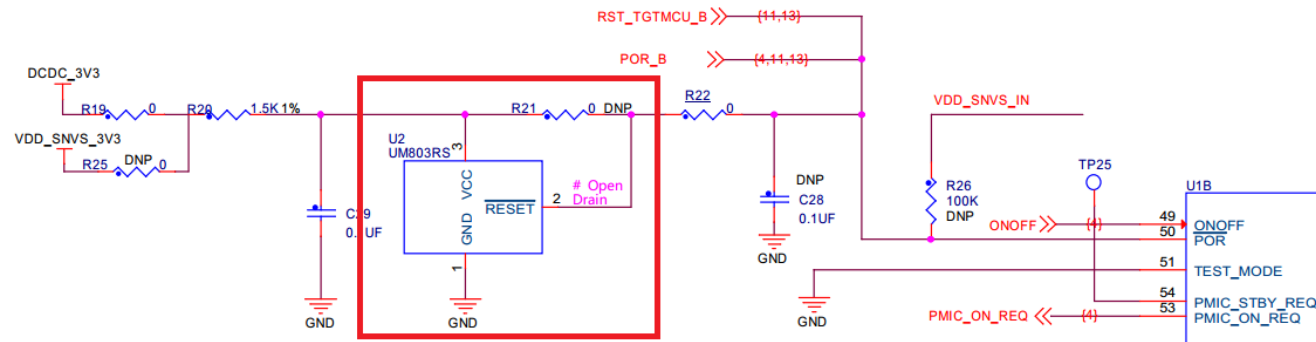 RST_TGTMCU_B {11,13}
POR_B {4,11,13}
DCDC_3V3
R19 0 R20 1.5K 1%
R21 0 DNP
R22 0
VDD_SNVS_IN
VDD_SNVS_3V3
R25 DNP 0
U2
UM803RS
3
VCC
GND
RESET
2
# Open
Drain
1
C29
0.1UF
GND
GND
DNP
C28
0.1UF
GND
R26
100K
DNP
TP25
U1B
ONOFF {4} 49 ONOFF
50 POR
51 TEST_MODE
GND
54 PMIC_STBY_REQ
PMIC_ON_REQ {4} 53 PMIC_ON_REQ